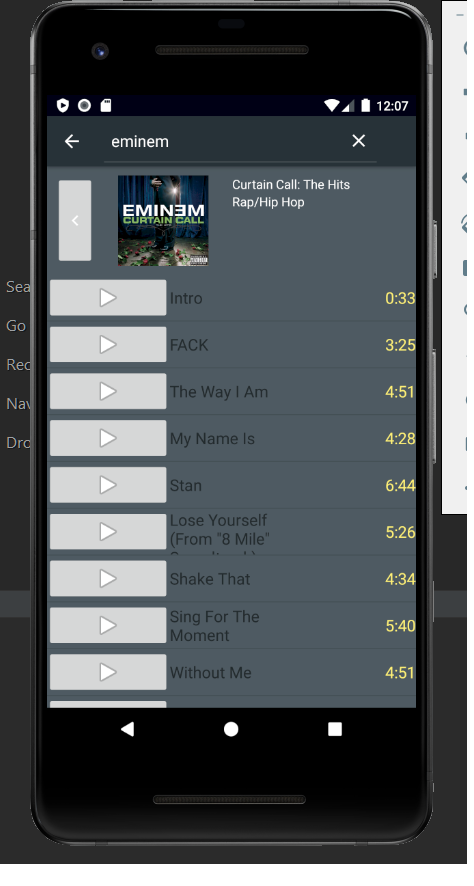 12:07
eminem
EMINEM
CURTAIN CALL
Curtain Call: The Hits
Rap/Hip Hop
Intro 0:33
FACK 3:25
The Way I Am 4:51
My Name Is 4:28
Stan 6:44
Lose Yourself
(From "8 Mile" 5:26
Shake That 4:34
Sing For The
Moment 5:40
Without Me 4:51
Sea
Go
Rec
Nav
Dro